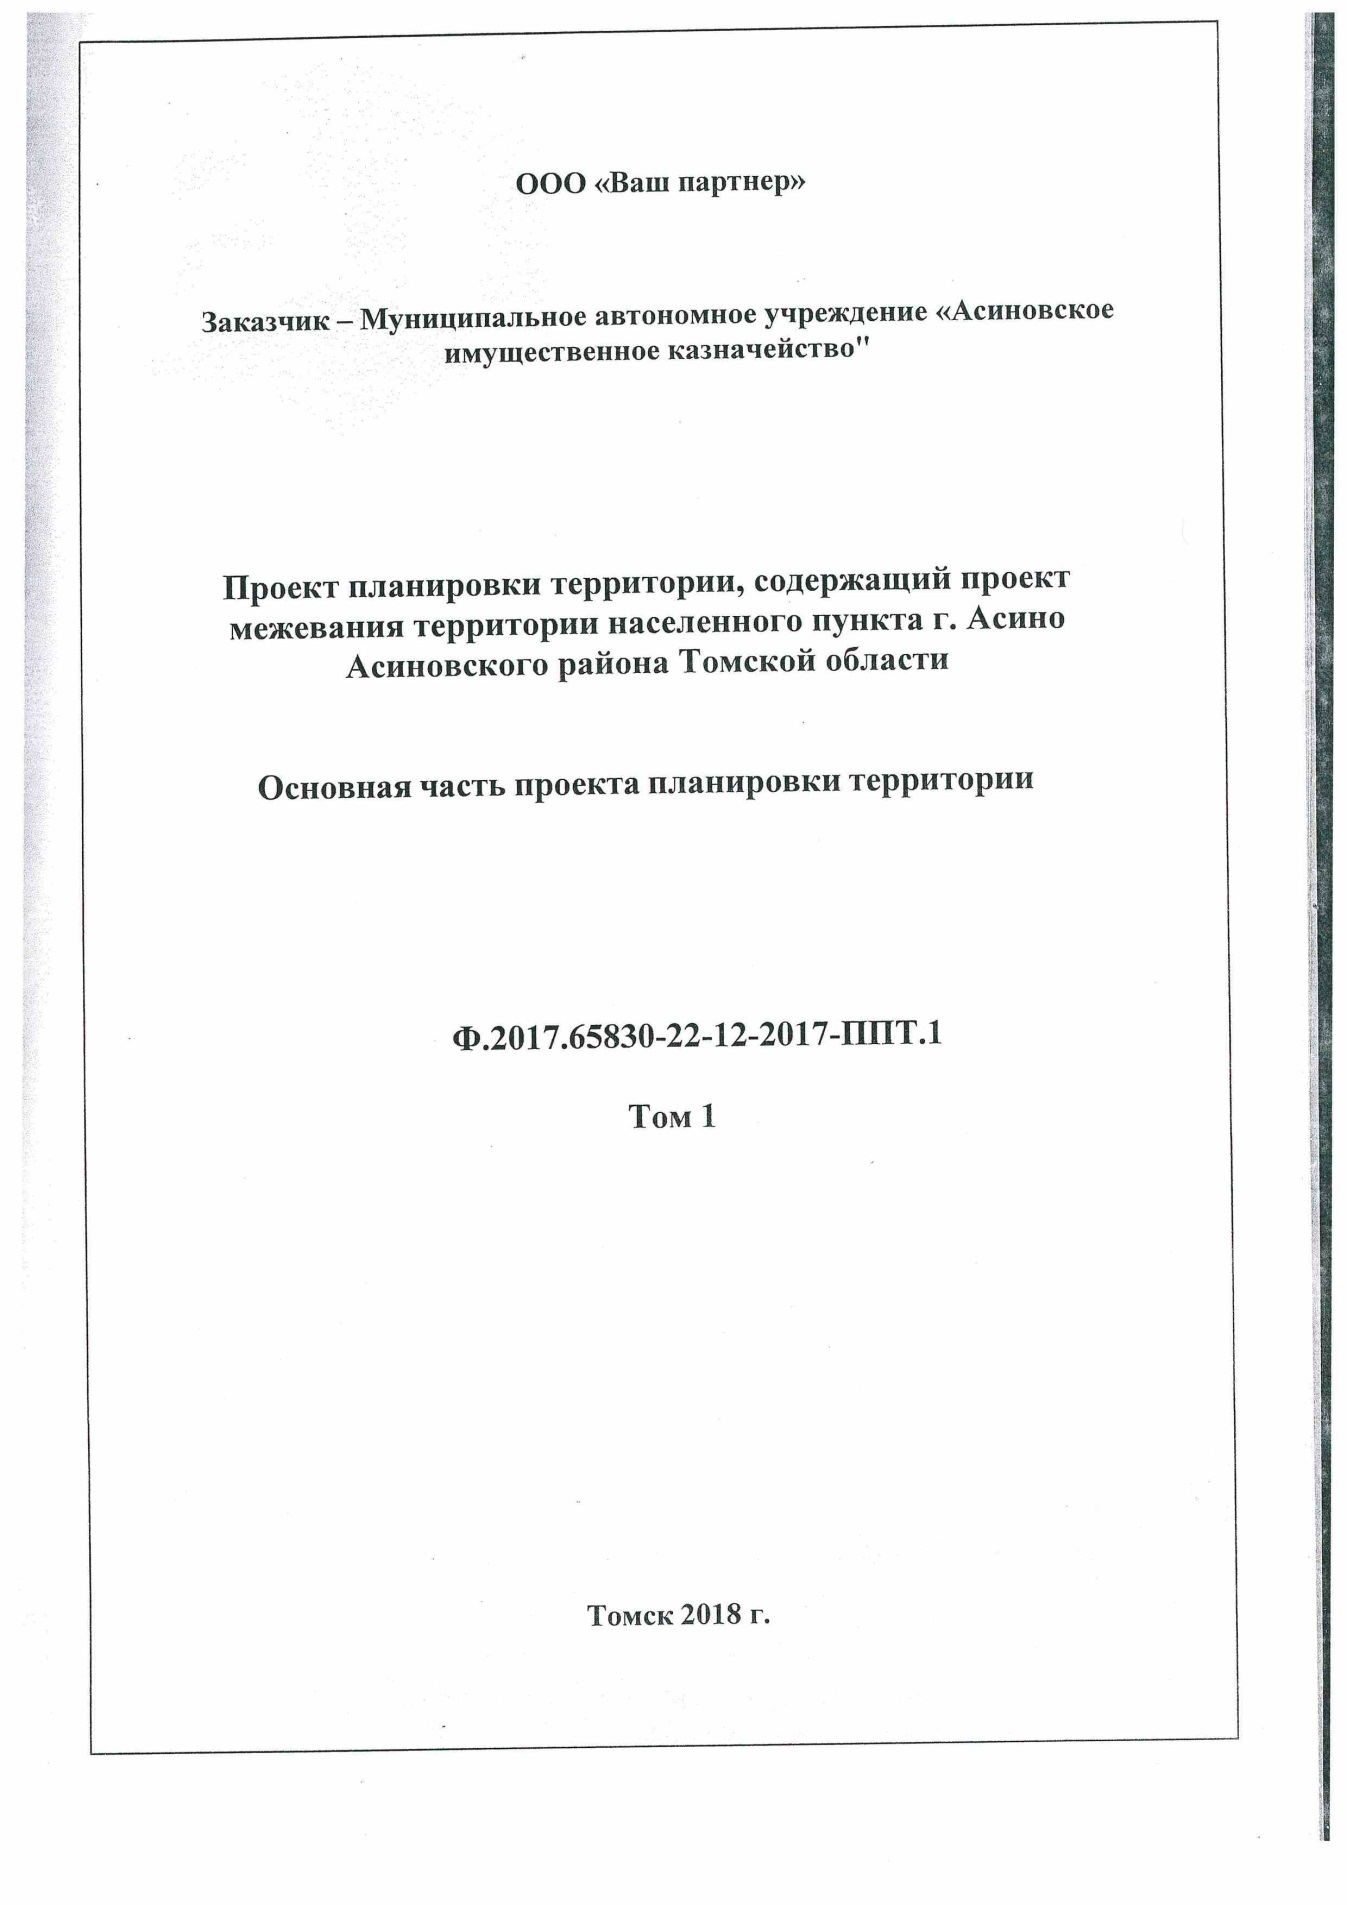 ООО «Ваш партнер»
Заказчик – Муниципальное автономное учреждение «Асиновское
имущественное казначейство"
Проект планировки территории, содержащий проект
межевания территории населенного пункта г. Асино
Асиновского района Томской области
Основная часть проекта планировки территории
Ф.2017.65830-22-12-2017-ППТ.1
Том 1
Томск 2018 г.